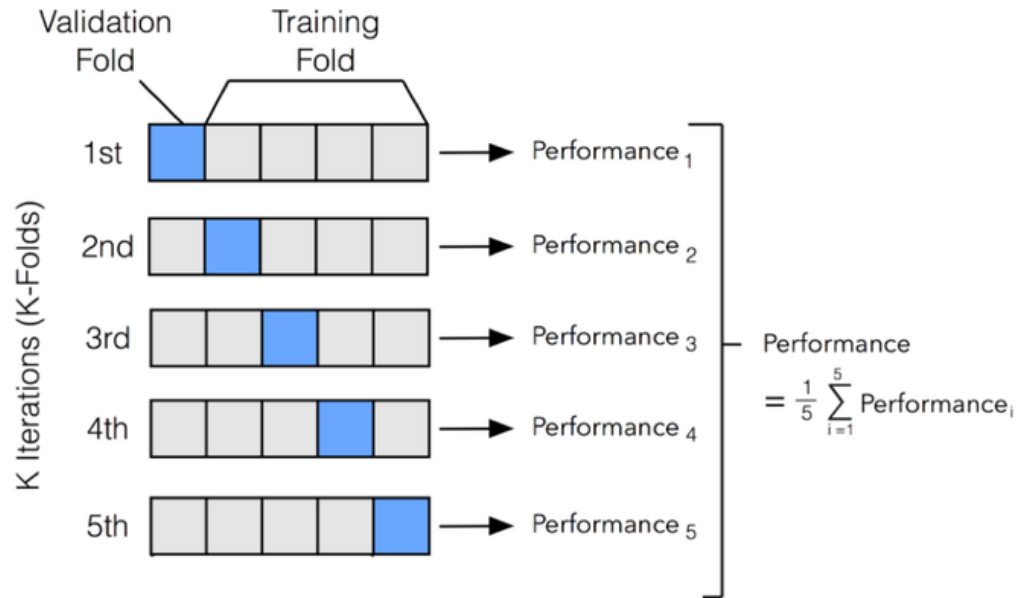 Validation
Fold
Training
Fold
K Iterations (K-Folds)
1st
Performance 1
2nd
Performance 2
3rd
Performance 3
4th
Performance 4
5th
Performance 5
Performance
= 1/5 5∑i=1 Performance i